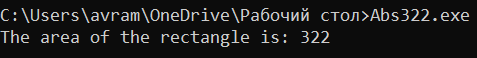 C:\Users\avram\OneDrive\Рабочий стол>Abs322.exe
The area of the rectangle is: 322